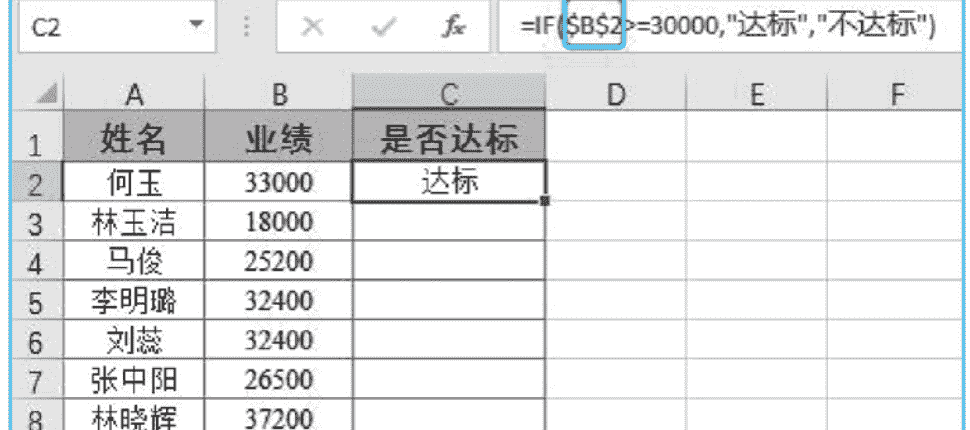 C2 fx =IF($B$2>=30000,"达标","不达标")
A B C D E F
1 姓名 业绩 是否达标
2 何玉 33000 达标
3 林玉洁 18000
4 马俊 25200
5 李明璐 32400
6 刘蕊 32400
7 张中阳 26500
8 林晓辉 37200